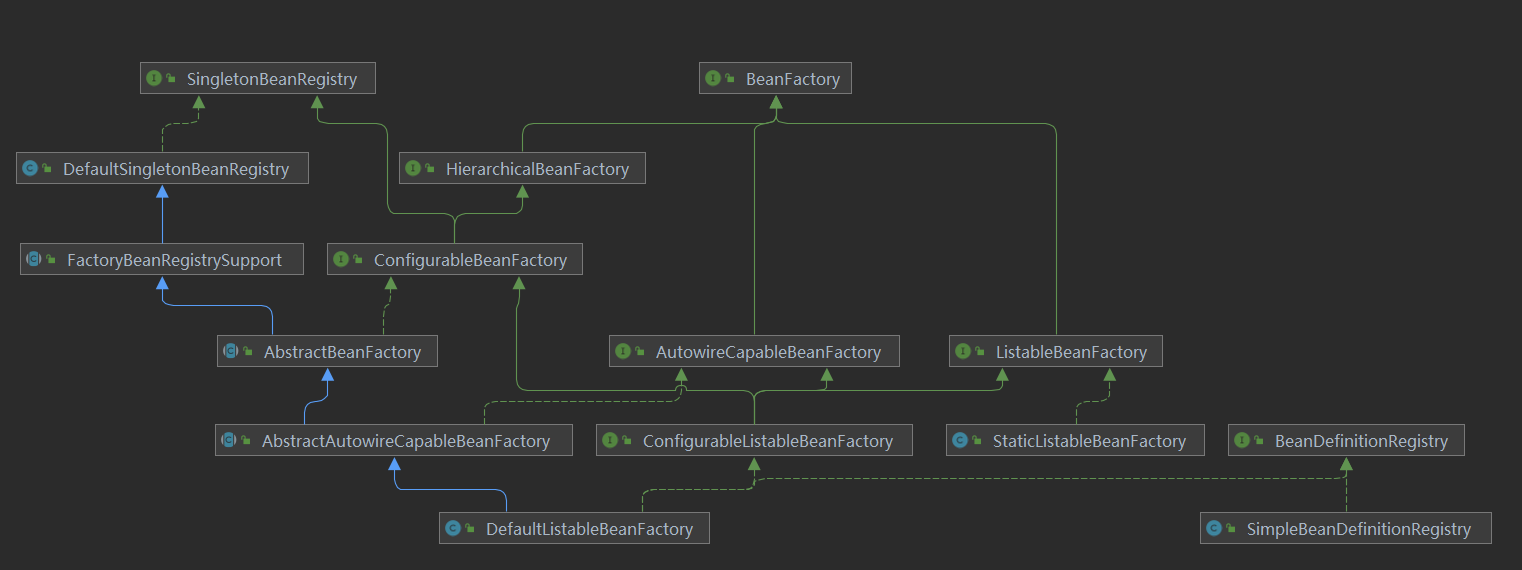 SingletonBeanRegistry
BeanFactory
DefaultSingletonBeanRegistry
HierarchicalBeanFactory
FactoryBeanRegistrySupport
ConfigurableBeanFactory
AbstractBeanFactory
AutowireCapableBeanFactory
ListableBeanFactory
AbstractAutowireCapableBeanFactory
ConfigurableListableBeanFactory
StaticListableBeanFactory
BeanDefinitionRegistry
DefaultListableBeanFactory
SimpleBeanDefinitionRegistry